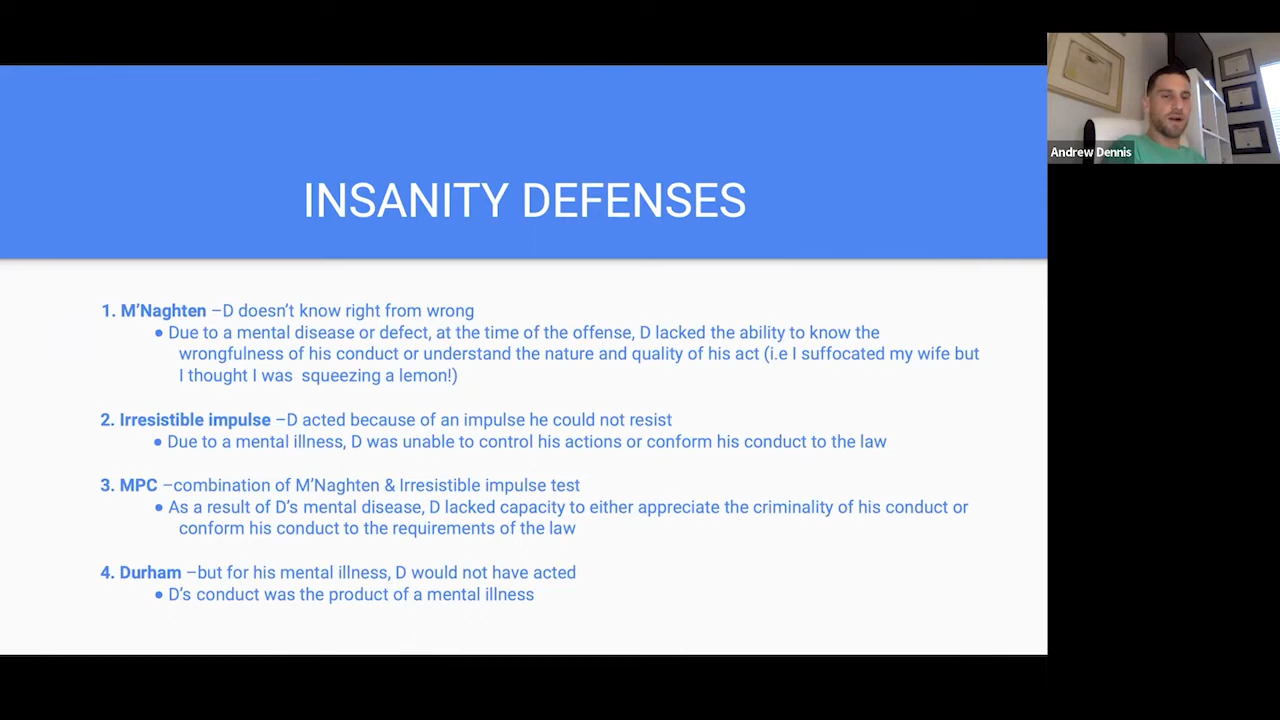 INSANITY DEFENSES
1. M’Naghten –D doesn’t know right from wrong
● Due to a mental disease or defect, at the time of the offense, D lacked the ability to know the
wrongfulness of his conduct or understand the nature and quality of his act (i.e I suffocated my wife but
I thought I was squeezing a lemon!)
2. Irresistible impulse –D acted because of an impulse he could not resist
● Due to a mental illness, D was unable to control his actions or conform his conduct to the law
3. MPC –combination of M’Naghten & Irresistible impulse test
● As a result of D’s mental disease, D lacked capacity to either appreciate the criminality of his conduct or
conform his conduct to the requirements of the law
4. Durham –but for his mental illness, D would not have acted
● D’s conduct was the product of a mental illness
Andrew Dennis